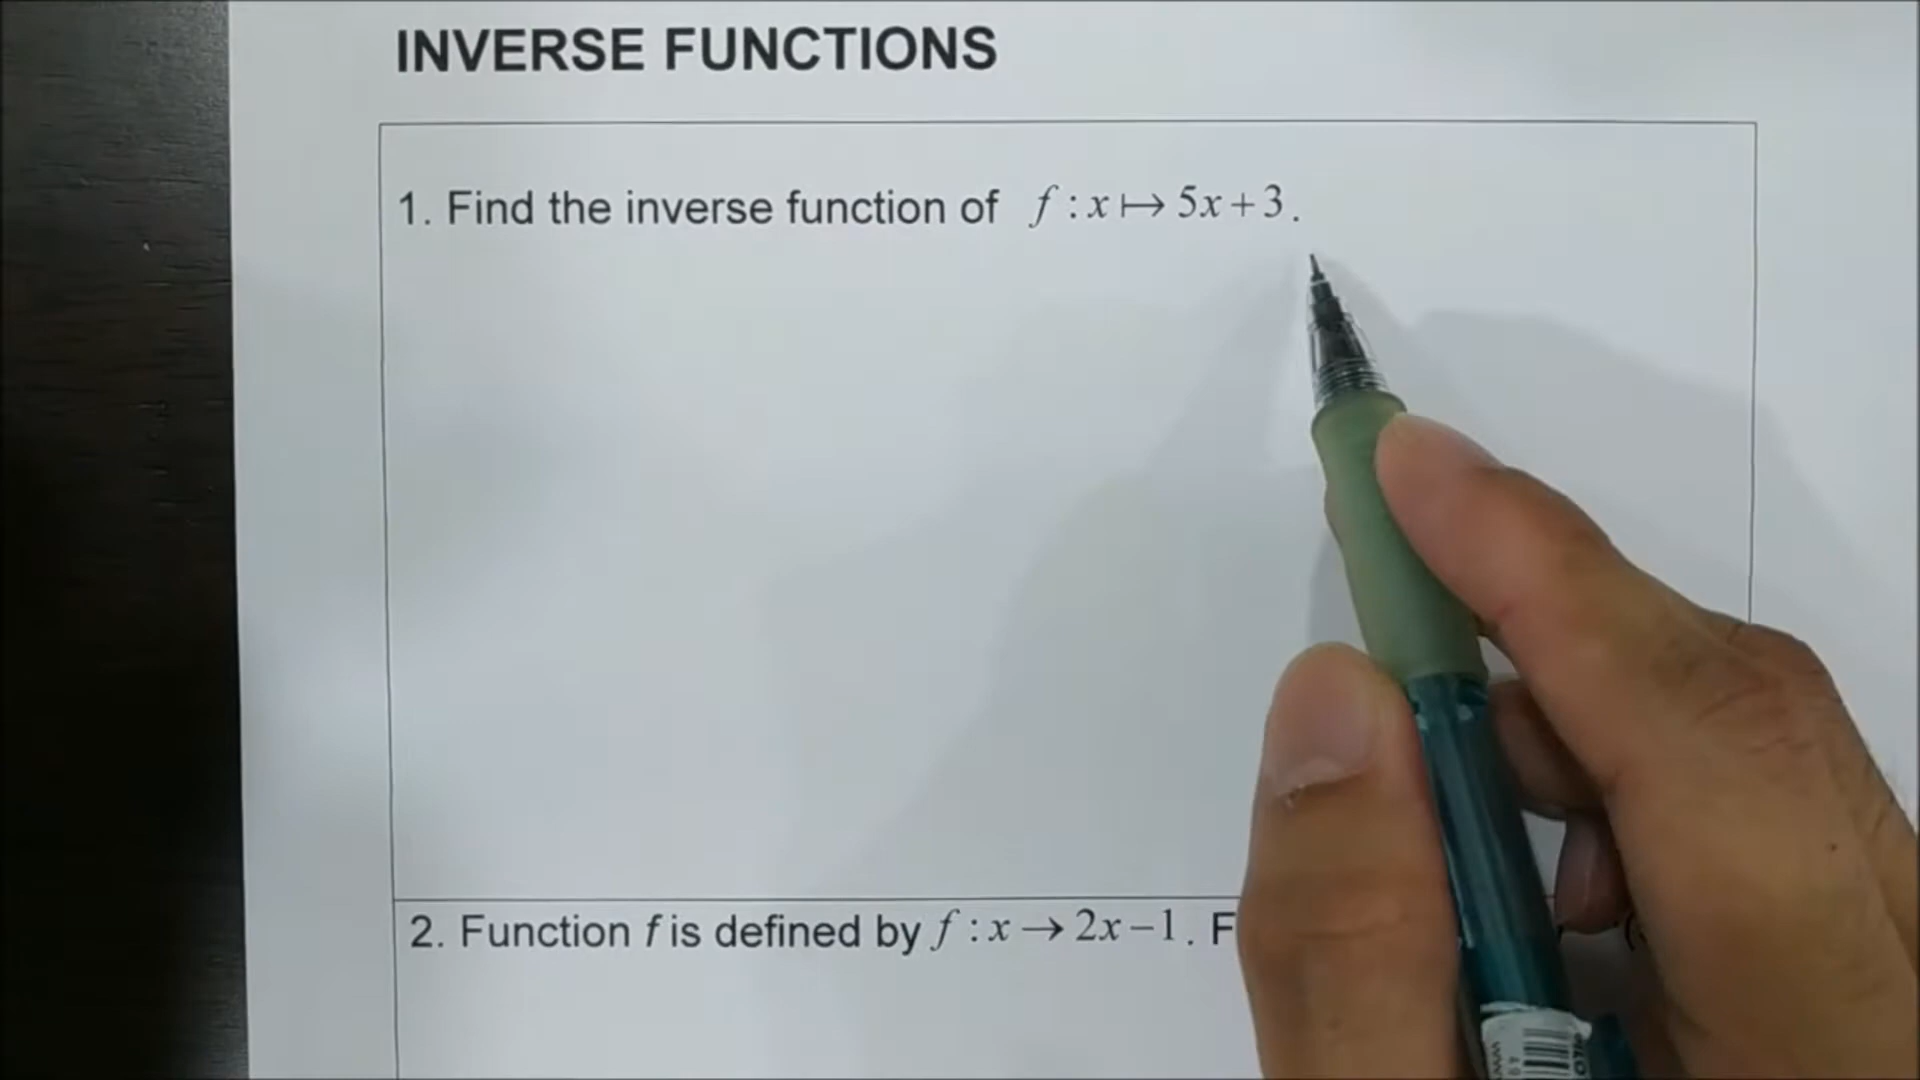 INVERSE FUNCTIONS
1. Find the inverse function of f : x ↦ 5x + 3.
2. Function f is defined by f : x → 2x − 1. F